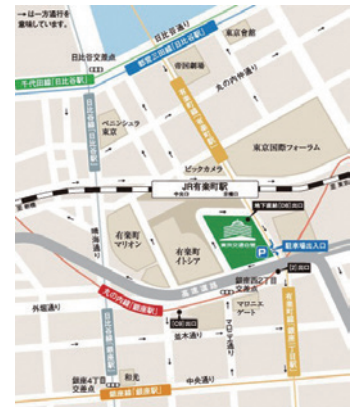 →は一方通行を
意味しています。
日比谷通り
東京會館
日比谷交差点
都営三田線「日比谷駅」
帝国劇場
千代田線「日比谷駅」
丸の内仲通り
日比谷線「日比谷駅」
ペニンシュラ
東京
有楽町線「有楽町駅」
東京国際フォーラム
ビックカメラ
JR有楽町駅
中央口
京橋口
晴海通り
有楽町
マリオン
有楽町
イトシア
東京交通会館
駐車場出入口
P
高速道路
銀座西2丁目
交差点
マロニエ
ゲート
外堀通り
丸の内線「銀座駅」
並木通り
マロニエ通り
有楽町線「銀座一丁目駅」
日比谷線「銀座駅」
和光
銀座4丁目
交差点
中央通り
銀座線「銀座駅」